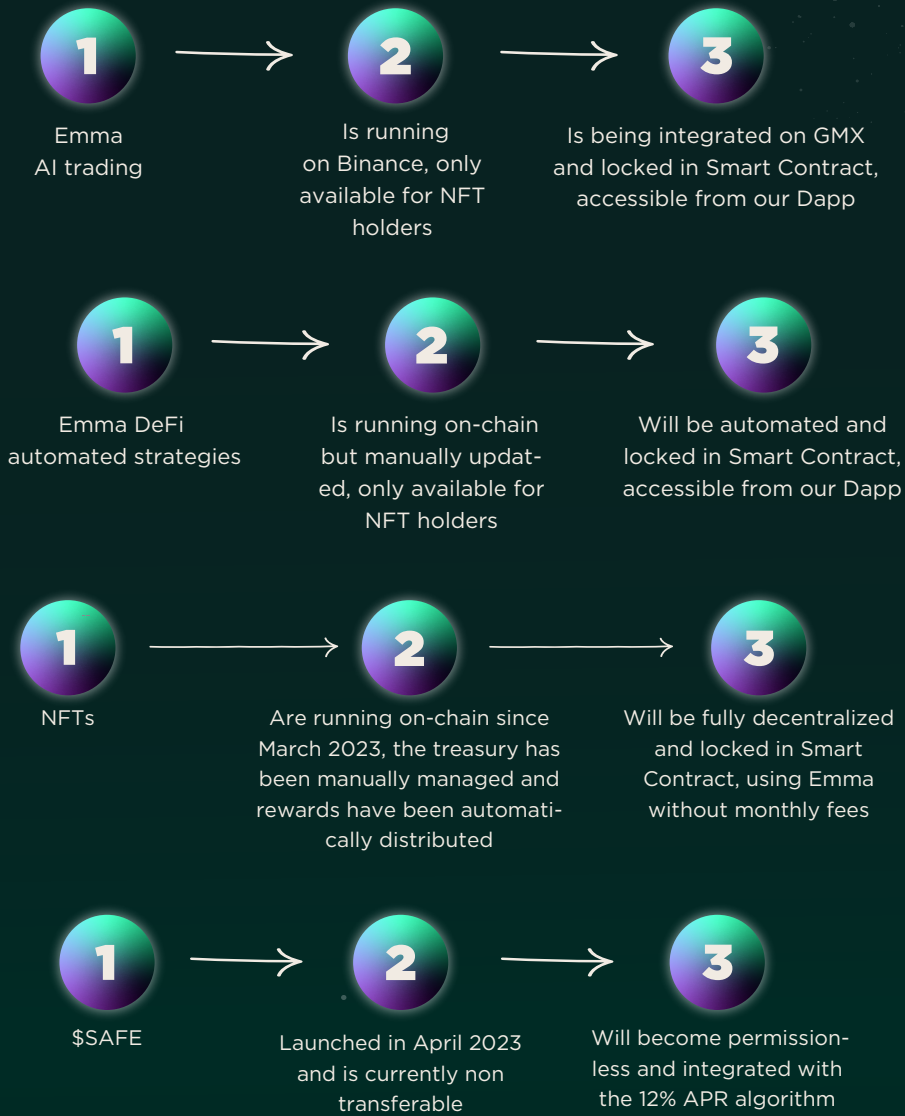 1
2
3
Emma
AI trading
Is running
on Binance, only
available for NFT
holders
Is being integrated on GMX
and locked in Smart Contract,
accessible from our Dapp
1
2
3
Emma DeFi
automated strategies
Is running on-chain
but manually updat-
ed, only available for
NFT holders
Will be automated and
locked in Smart Contract,
accessible from our Dapp
1
2
3
NFTs
Are running on-chain since
March 2023, the treasury has
been manually managed and
rewards have been automati-
cally distributed
Will be fully decentralized
and locked in Smart
Contract, using Emma
without monthly fees
1
2
3
$SAFE
Launched in April 2023
and is currently non
transferable
Will become permission-
less and integrated with
the 12% APR algorithm